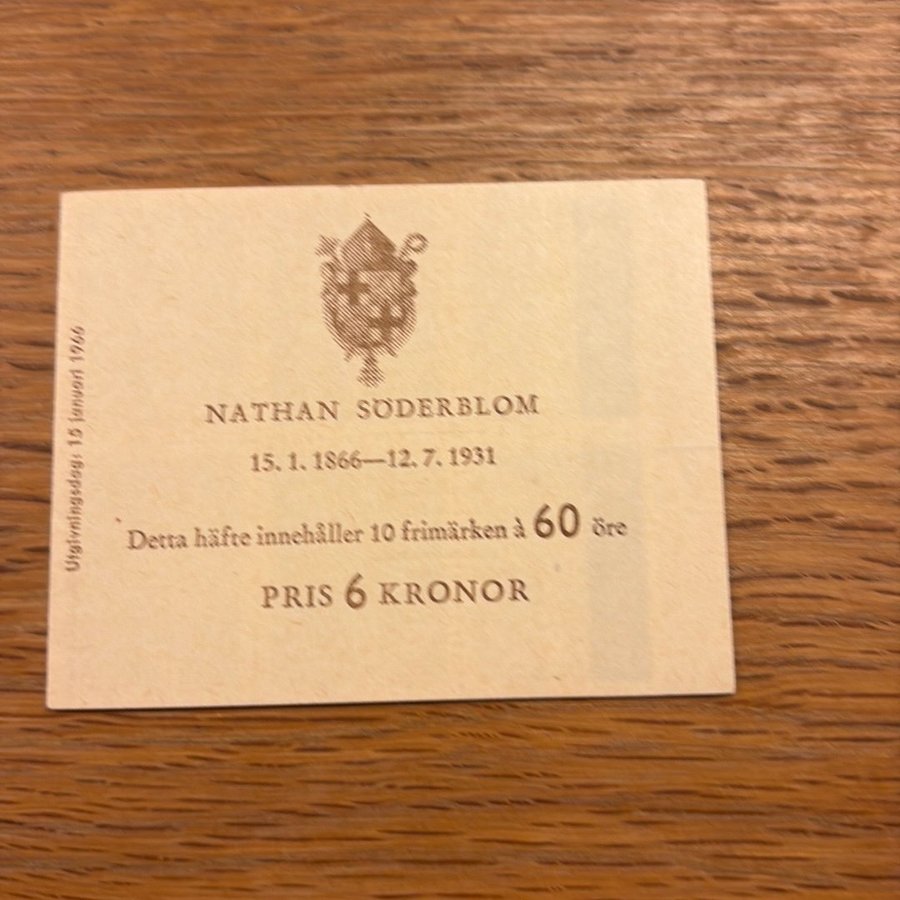 NATHAN SÖDERBLOM
15. 1. 1866—12. 7. 1931
Detta häfte innehåller 10 frimärken à 60 öre
PRIS 6 KRONOR
Utgivningsdag: 15 januari 1966